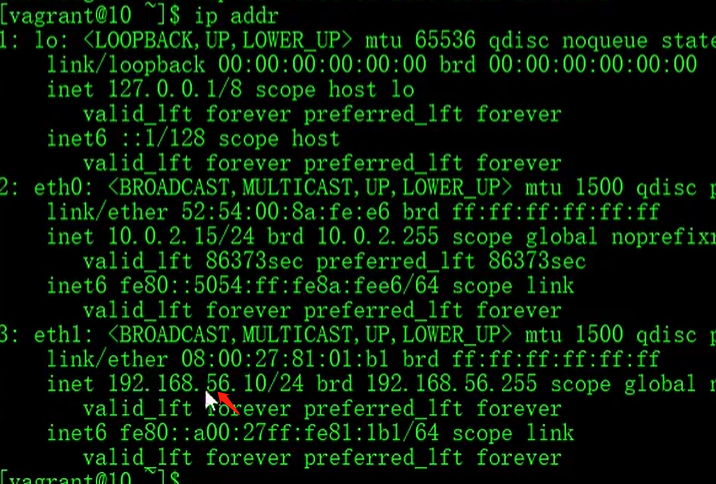 [vagrant@10 ~]$ ip addr
1: lo: <LOOPBACK,UP,LOWER_UP> mtu 65536 qdisc noqueue state
link/loopback 00:00:00:00:00:00 brd 00:00:00:00:00:00
inet 127.0.0.1/8 scope host lo
valid_lft forever preferred_lft forever
inet6 ::1/128 scope host
valid_lft forever preferred_lft forever
2: eth0: <BROADCAST,MULTICAST,UP,LOWER_UP> mtu 1500 qdisc p
link/ether 52:54:00:8a:fe:e6 brd ff:ff:ff:ff:ff:ff
inet 10.0.2.15/24 brd 10.0.2.255 scope global noprefixr
valid_lft 86373sec preferred_lft 86373sec
inet6 fe80::5054:ff:fe8a:fee6/64 scope link
valid_lft forever preferred_lft forever
3: eth1: <BROADCAST,MULTICAST,UP,LOWER_UP> mtu 1500 qdisc p
link/ether 08:00:27:81:01:b1 brd ff:ff:ff:ff:ff:ff
inet 192.168.56.10/24 brd 192.168.56.255 scope global n
valid_lft forever preferred_lft forever
inet6 fe80::a00:27ff:fe81:1b1/64 scope link
valid_lft forever preferred_lft forever
[vagrant@10 ~]$